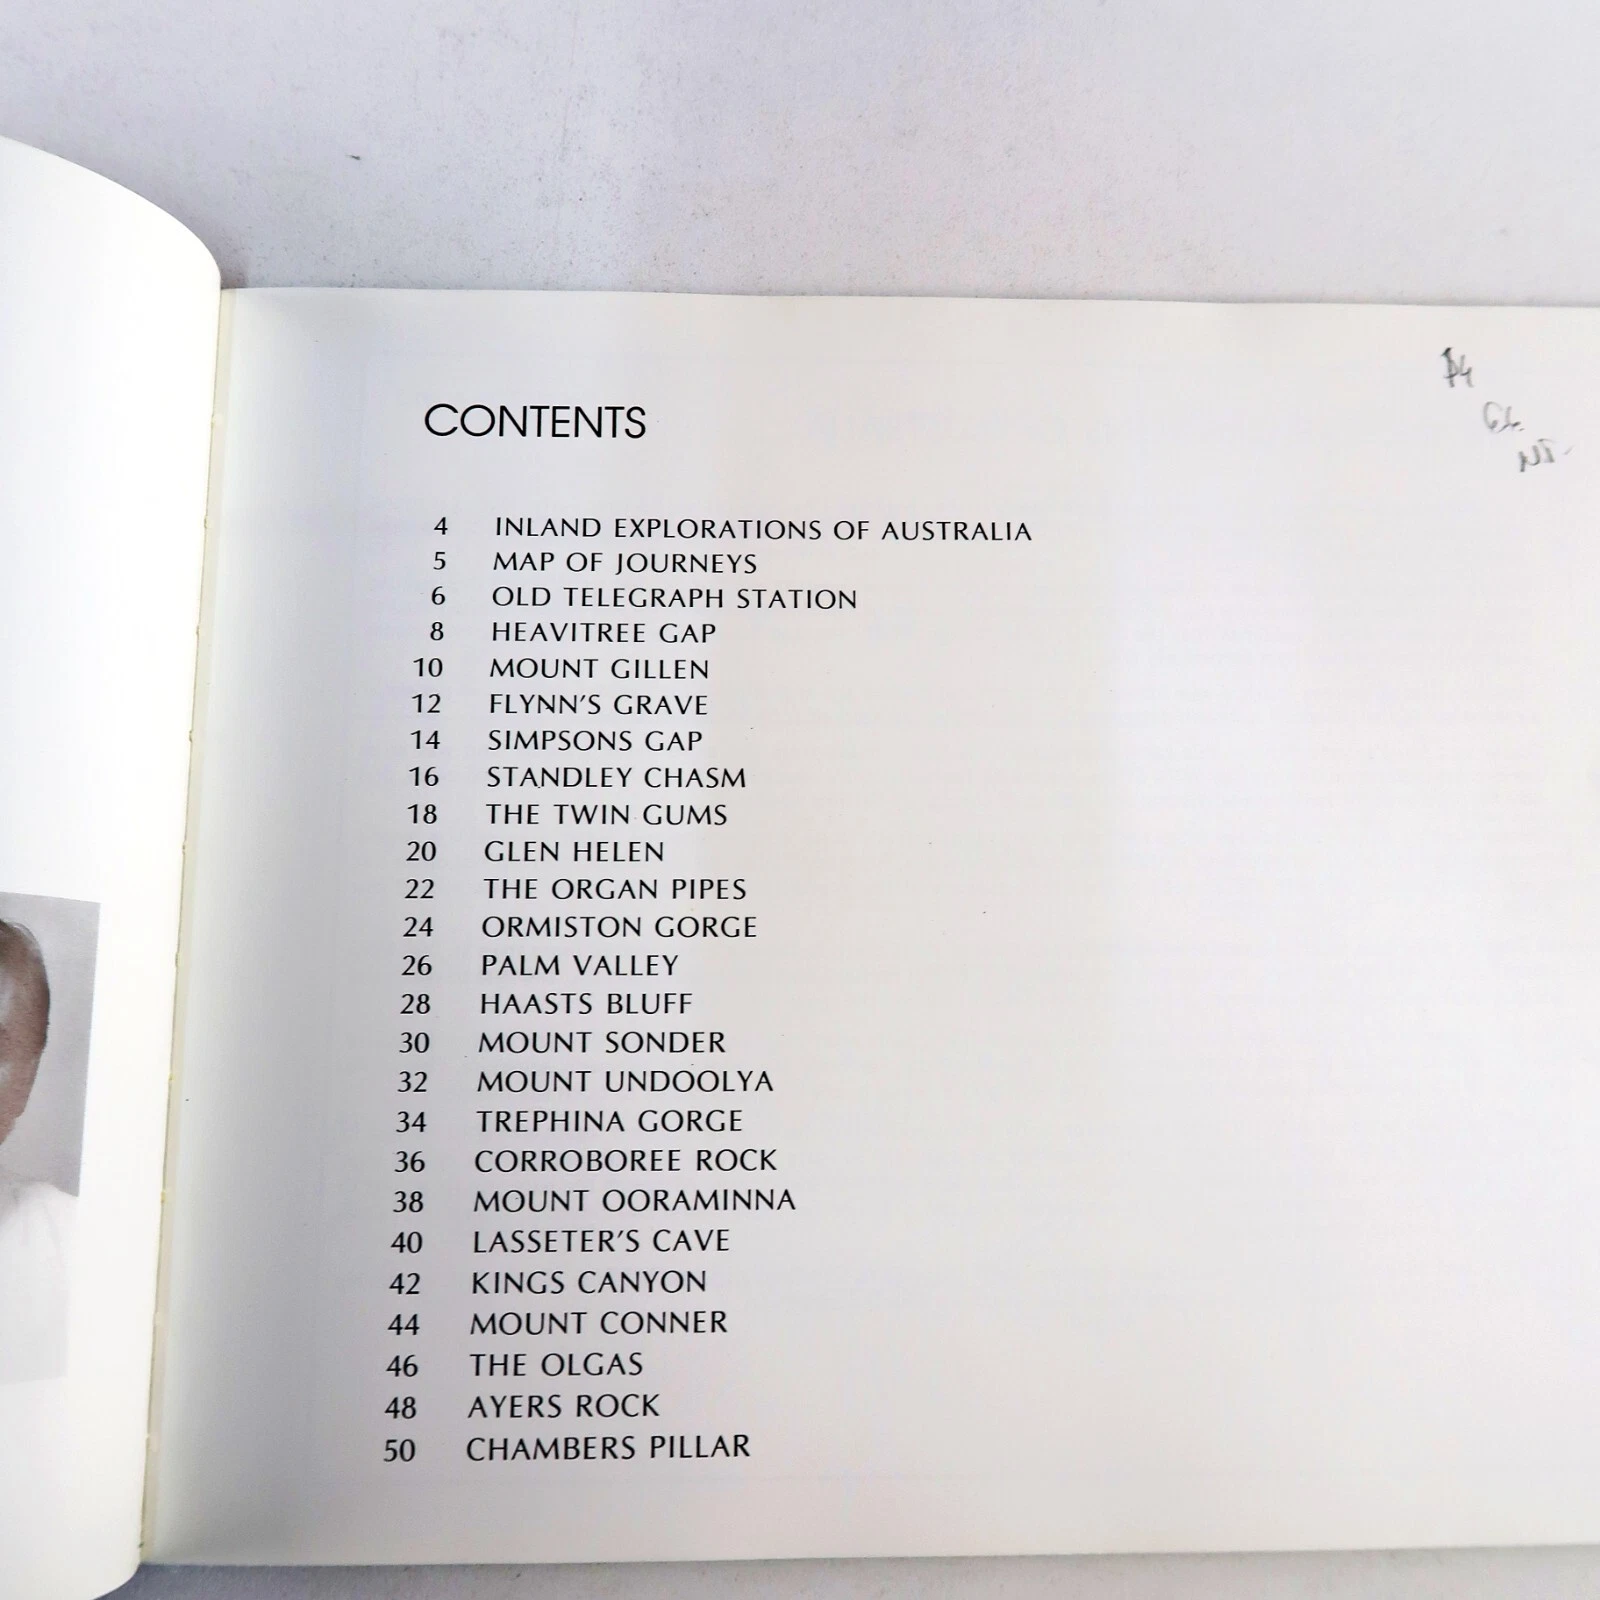 $4
CONTENTS
4 INLAND EXPLORATIONS OF AUSTRALIA
5 MAP OF JOURNEYS
6 OLD TELEGRAPH STATION
8 HEAVITREE GAP
10 MOUNT GILLEN
12 FLYNN'S GRAVE
14 SIMPSONS GAP
16 STANDLEY CHASM
18 THE TWIN GUMS
20 GLEN HELEN
22 THE ORGAN PIPES
24 ORMISTON GORGE
26 PALM VALLEY
28 HAASTS BLUFF
30 MOUNT SONDER
32 MOUNT UNDOOLYA
34 TREPHINA GORGE
36 CORROBOREE ROCK
38 MOUNT OORAMINNA
40 LASSETER'S CAVE
42 KINGS CANYON
44 MOUNT CONNER
46 THE OLGAS
48 AYERS ROCK
50 CHAMBERS PILLAR